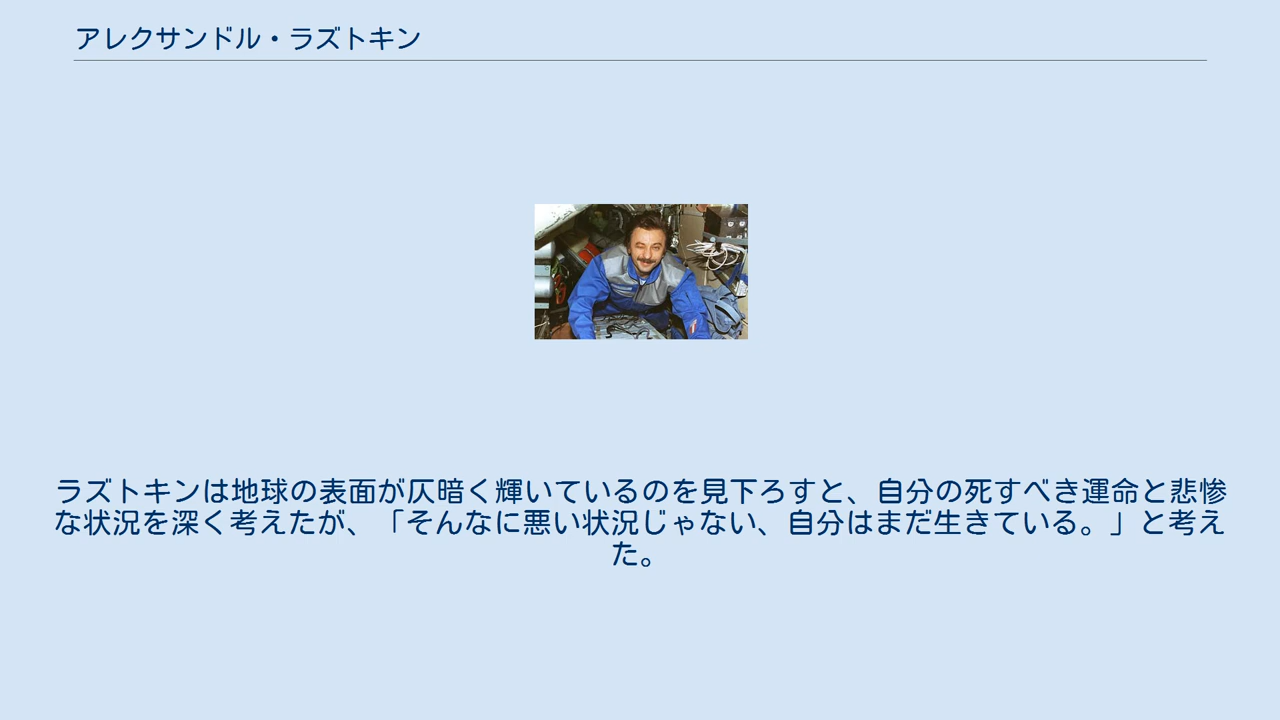 アレクサンドル・ラズトキン
ラズトキンは地球の表面が仄暗く輝いているのを見下ろすと、自分の死すべき運命と悲惨
な状況を深く考えたが、「そんなに悪い状況じゃない、自分はまだ生きている。」と考え
た。